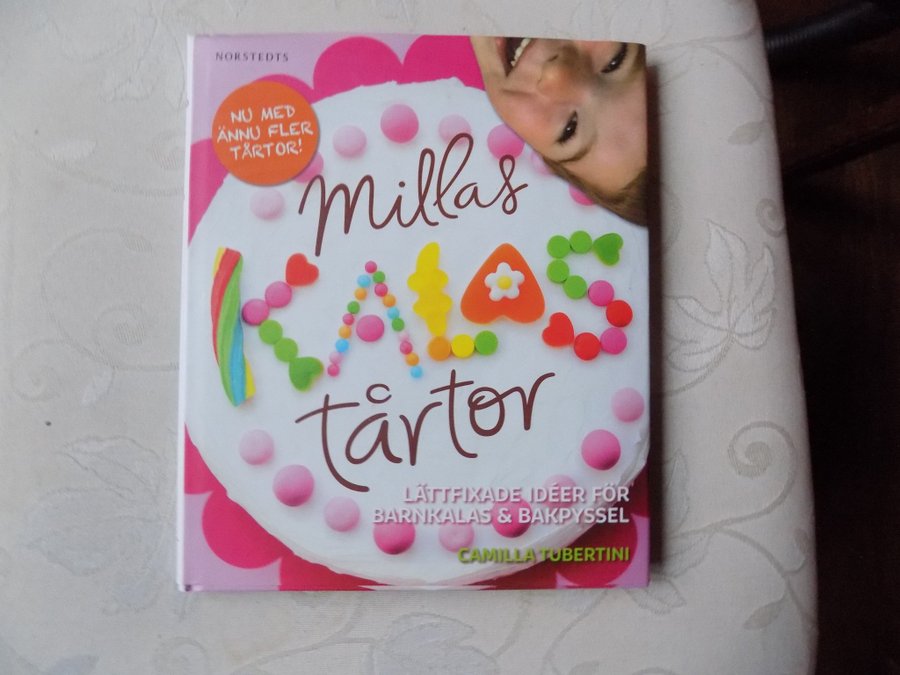 NORSTEDTS
NU MED
ÄNNU FLER
TÅRTOR!
Millas
KALAS
tårtor
LÄTTFIXADE IDÉER FÖR
BARNKALAS & BAKPYSSEL
CAMILLA TUBERTINI